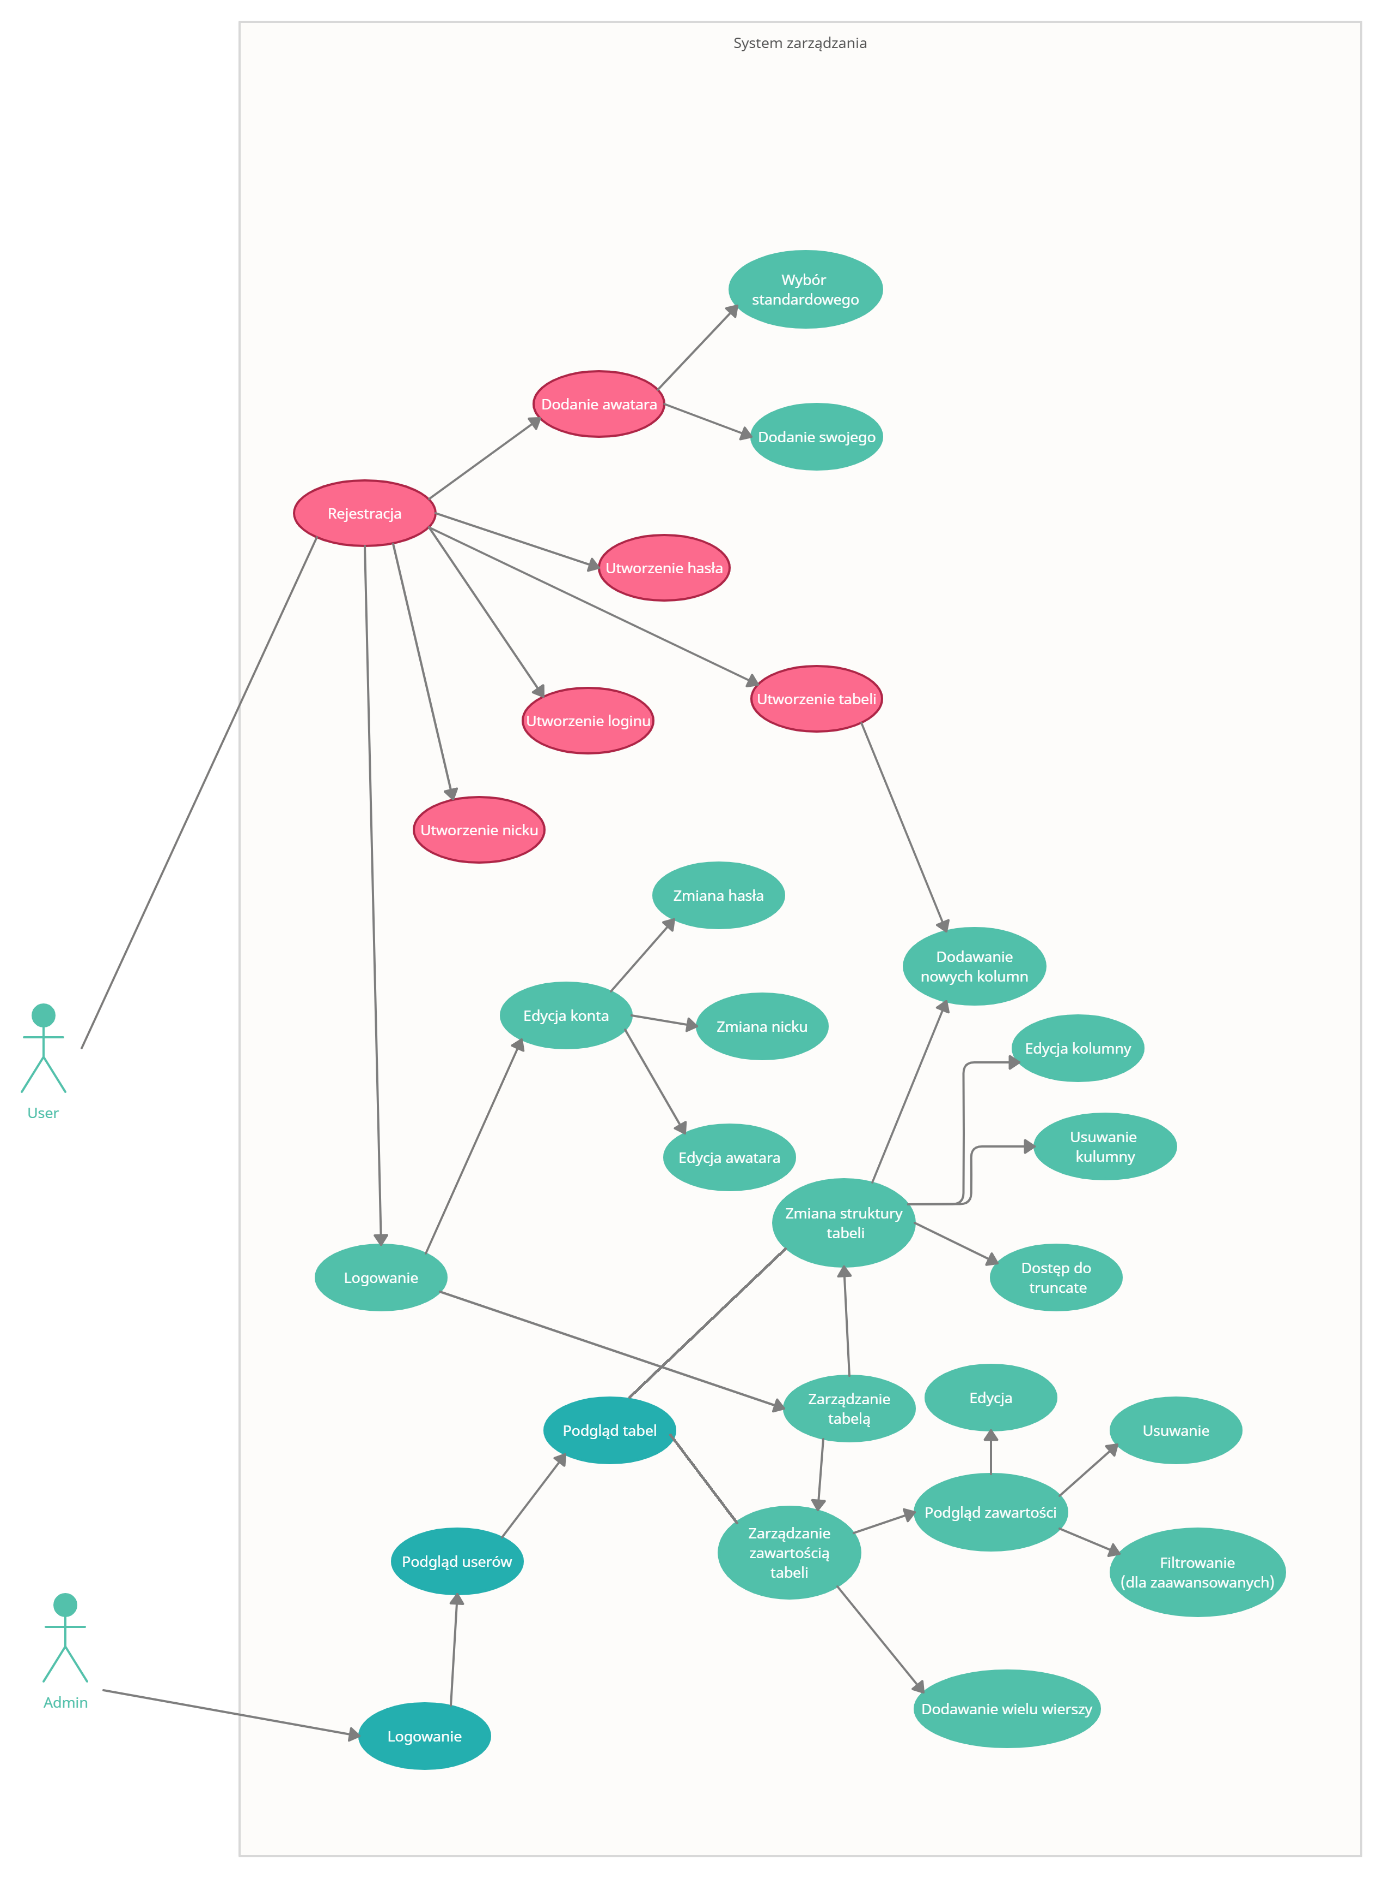 System zarządzania
Wybór
standardowego
Dodanie awatara
Dodanie swojego
Rejestracja
Utworzenie hasła
Utworzenie tabeli
Utworzenie loginu
Utworzenie nicku
Zmiana hasła
Dodawanie
nowych kolumn
Edycja konta
Zmiana nicku
Edycja kolumny
User
Usuwanie
kulumny
Edycja awatara
Zmiana struktury
tabeli
Logowanie
Dostęp do
truncate
Zarządzanie
tabelą
Edycja
Podgląd tabel
Usuwanie
Podgląd zawartości
Zarządzanie
zawartością
tabeli
Podgląd userów
Filtrowanie
(dla zaawansowanych)
Admin
Dodawanie wielu wierszy
Logowanie